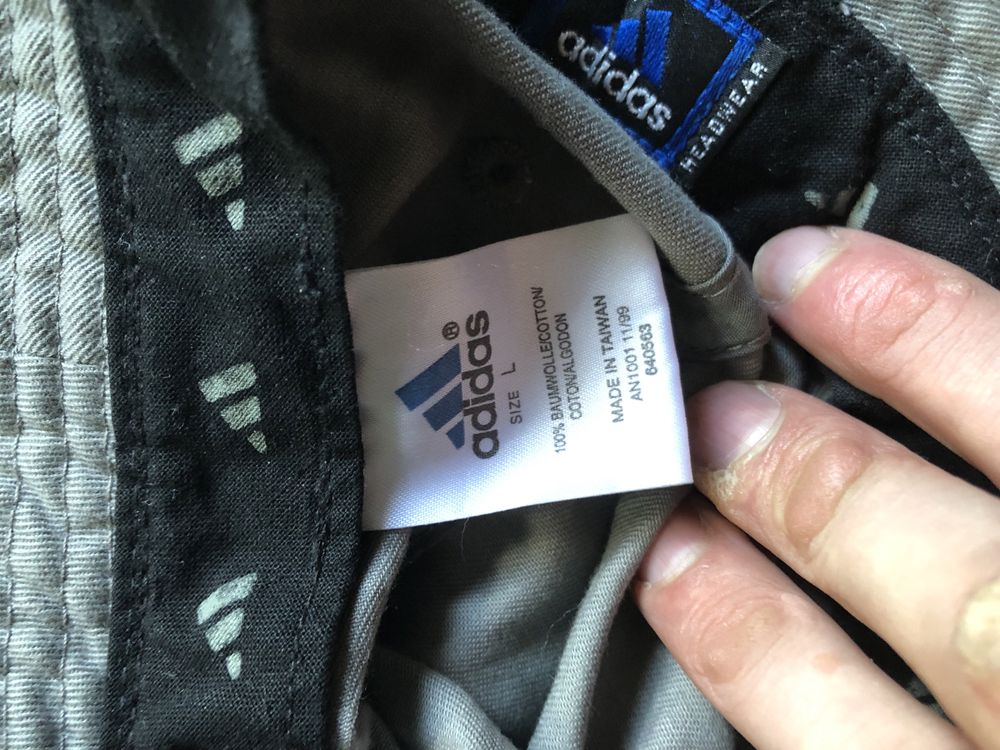 adidas
HEADWEAR
adidas®
SIZE L
100% BAUMWOLLE/COTTON/
COTON/ALGODON
MADE IN TAIWAN
AN1001 11/99
640563